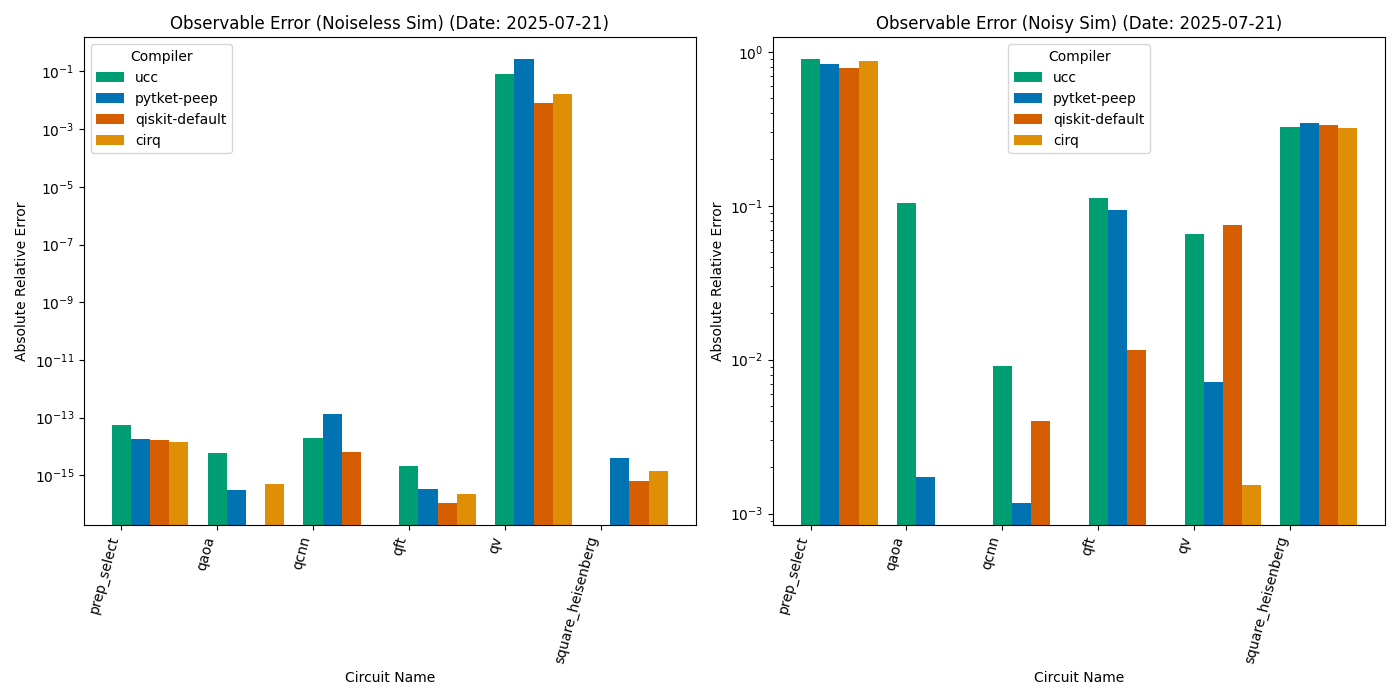 Observable Error (Noiseless Sim) (Date: 2025-07-21)
Absolute Relative Error
10⁻¹
10⁻³
10⁻⁵
10⁻⁷
10⁻⁹
10⁻¹¹
10⁻¹³
10⁻¹⁵
Compiler
ucc
pytket-peep
qiskit-default
cirq
prep_select
qaoa
qcnn
qft
qv
square_heisenberg
Circuit Name
Observable Error (Noisy Sim) (Date: 2025-07-21)
Absolute Relative Error
10⁰
10⁻¹
10⁻²
10⁻³
Compiler
ucc
pytket-peep
qiskit-default
cirq
prep_select
qaoa
qcnn
qft
qv
square_heisenberg
Circuit Name